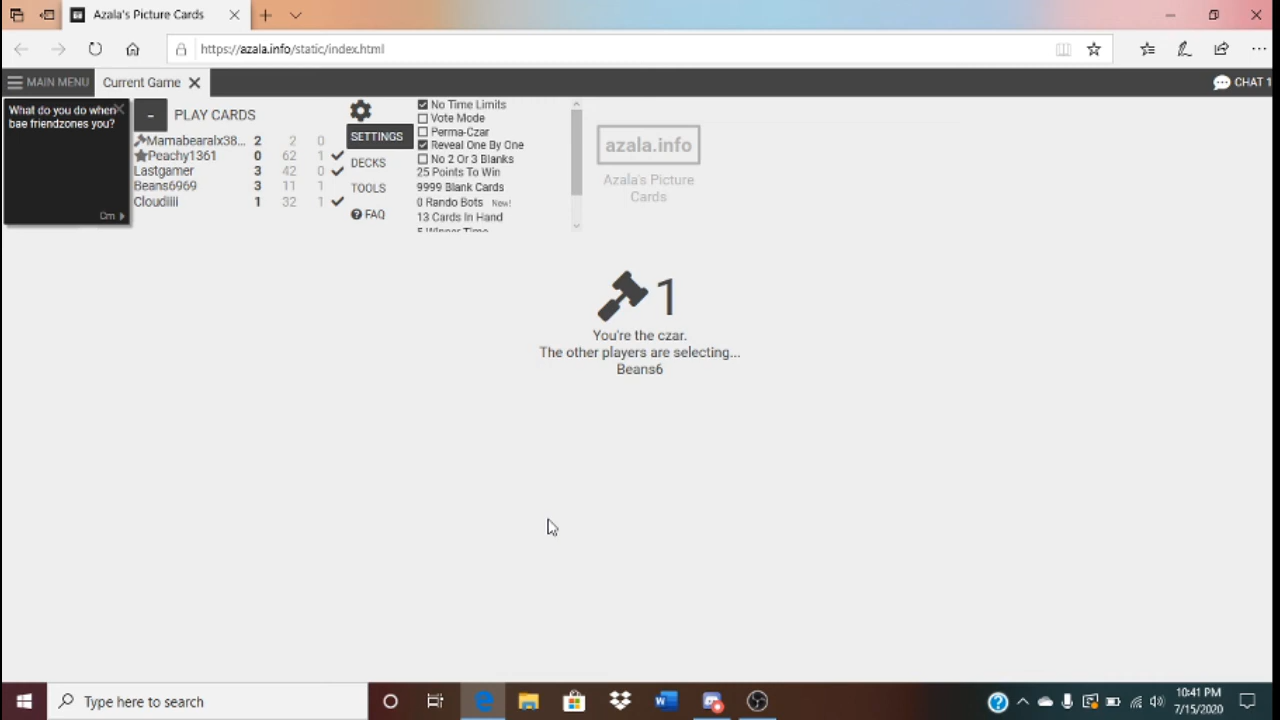 Azala's Picture Cards
https://azala.info/static/index.html
MAIN MENU Current Game CHAT 1
What do you do when bae friendzones you?
Cm
- PLAY CARDS
Mamabearalx38... 2 2 0
Peachy1361 0 62 1
Lastgamer 3 42 0
Beans6969 3 11 1
Cloudiiii 1 32 1
SETTINGS
DECKS
TOOLS
FAQ
No Time Limits
Vote Mode
Perma-Czar
Reveal One By One
No 2 Or 3 Blanks
25 Points To Win
9999 Blank Cards
0 Rando Bots New!
13 Cards In Hand
5 Winner Time
azala.info
Azala's Picture
Cards
1
You're the czar.
The other players are selecting...
Beans6
Type here to search
10:41 PM
7/15/2020